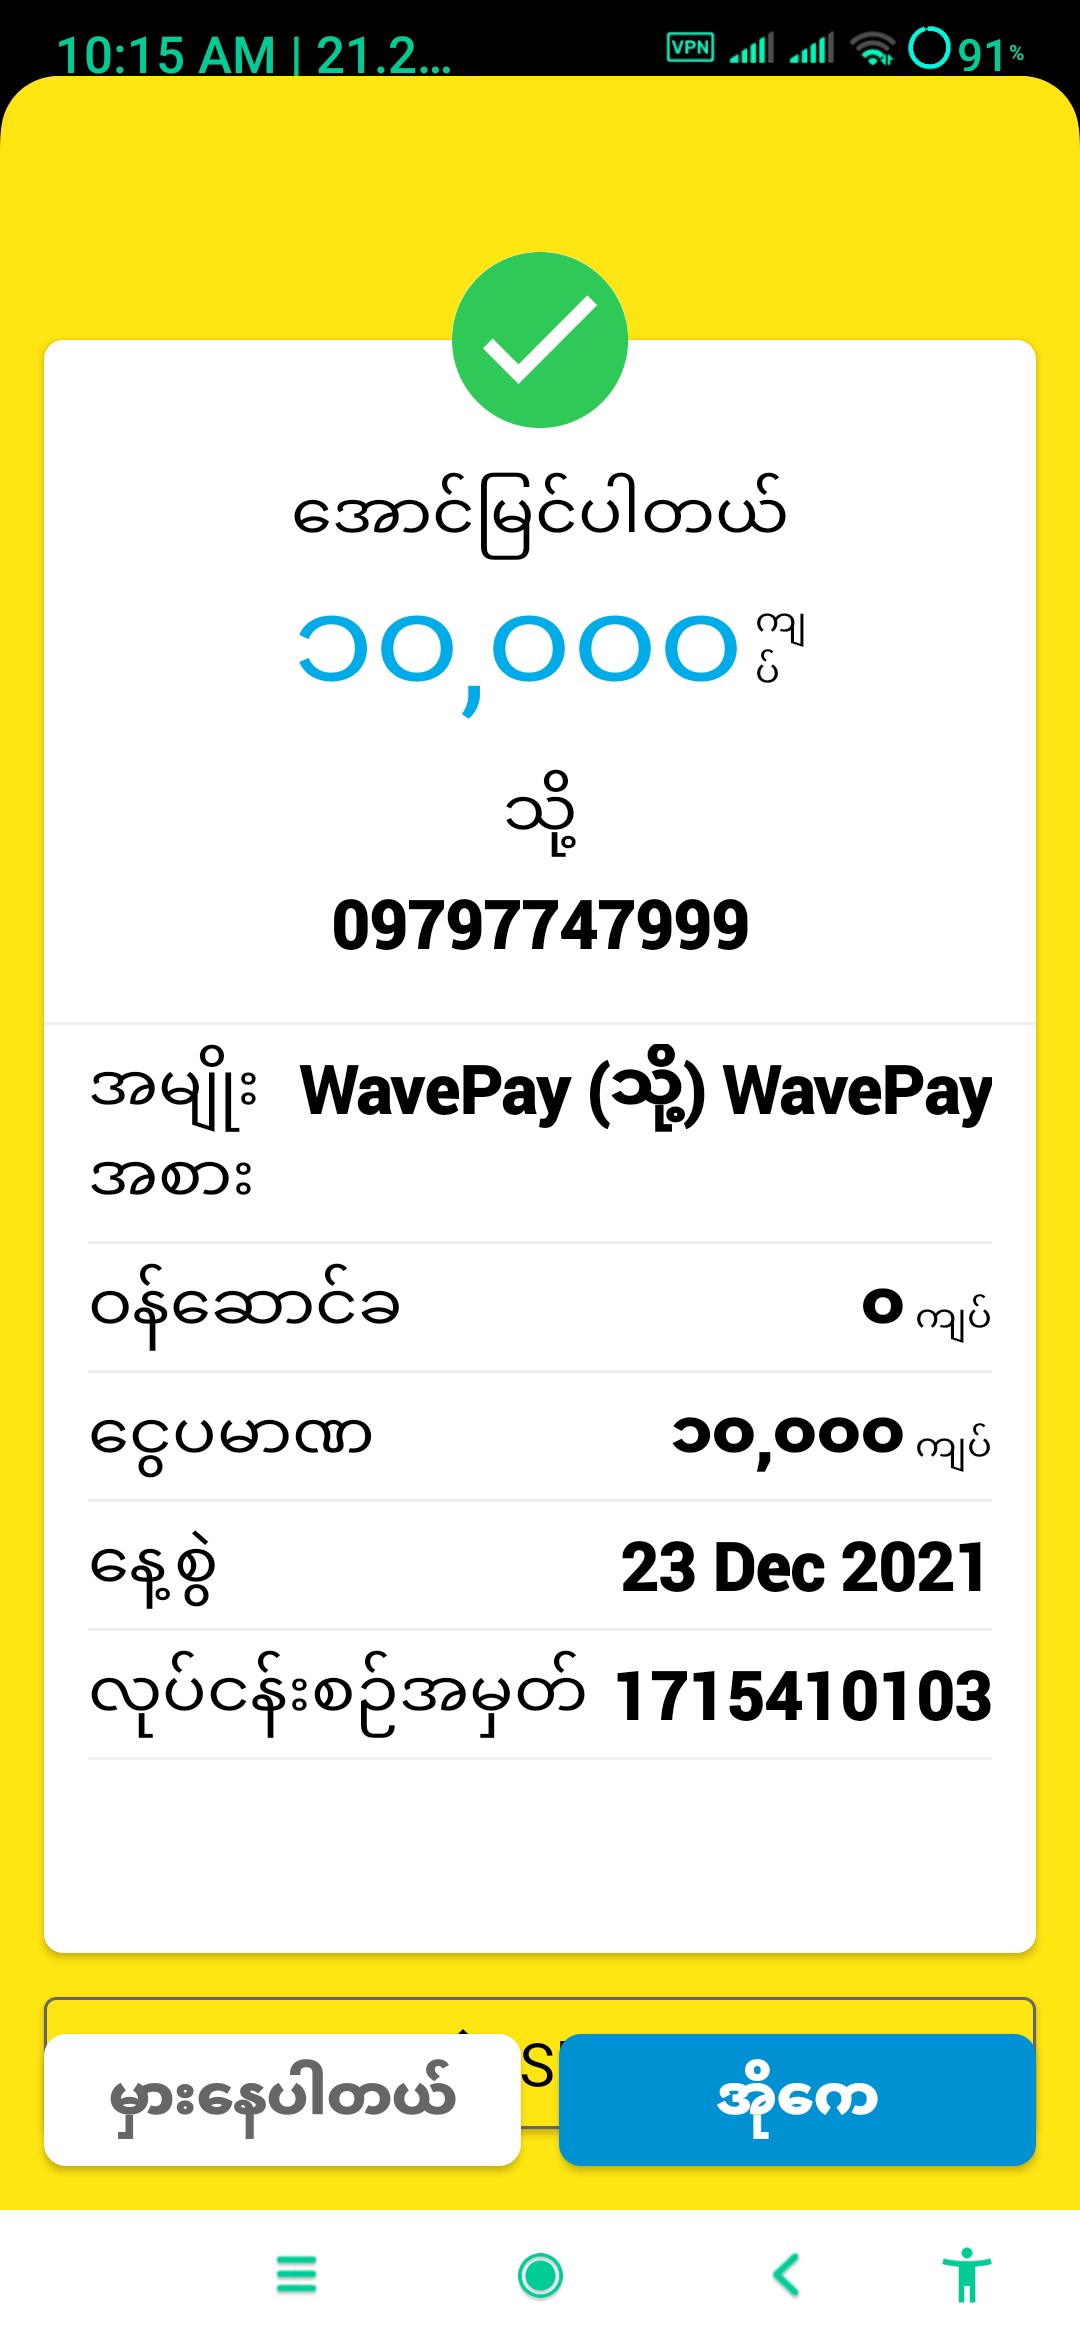 10:15 AM | 21.2...
VPN
91%
အောင်မြင်ပါတယ်
၁၀,၀၀၀ ကျပ်
သို့
09797747999
အမျိုးအစား WavePay (သို့) WavePay
ဝန်ဆောင်ခ ၀ ကျပ်
ငွေပမာဏ ၁၀,၀၀၀ ကျပ်
နေ့စွဲ 23 Dec 2021
လုပ်ငန်းစဉ်အမှတ် 1715410103
မှားနေပါတယ်
အိုကေ